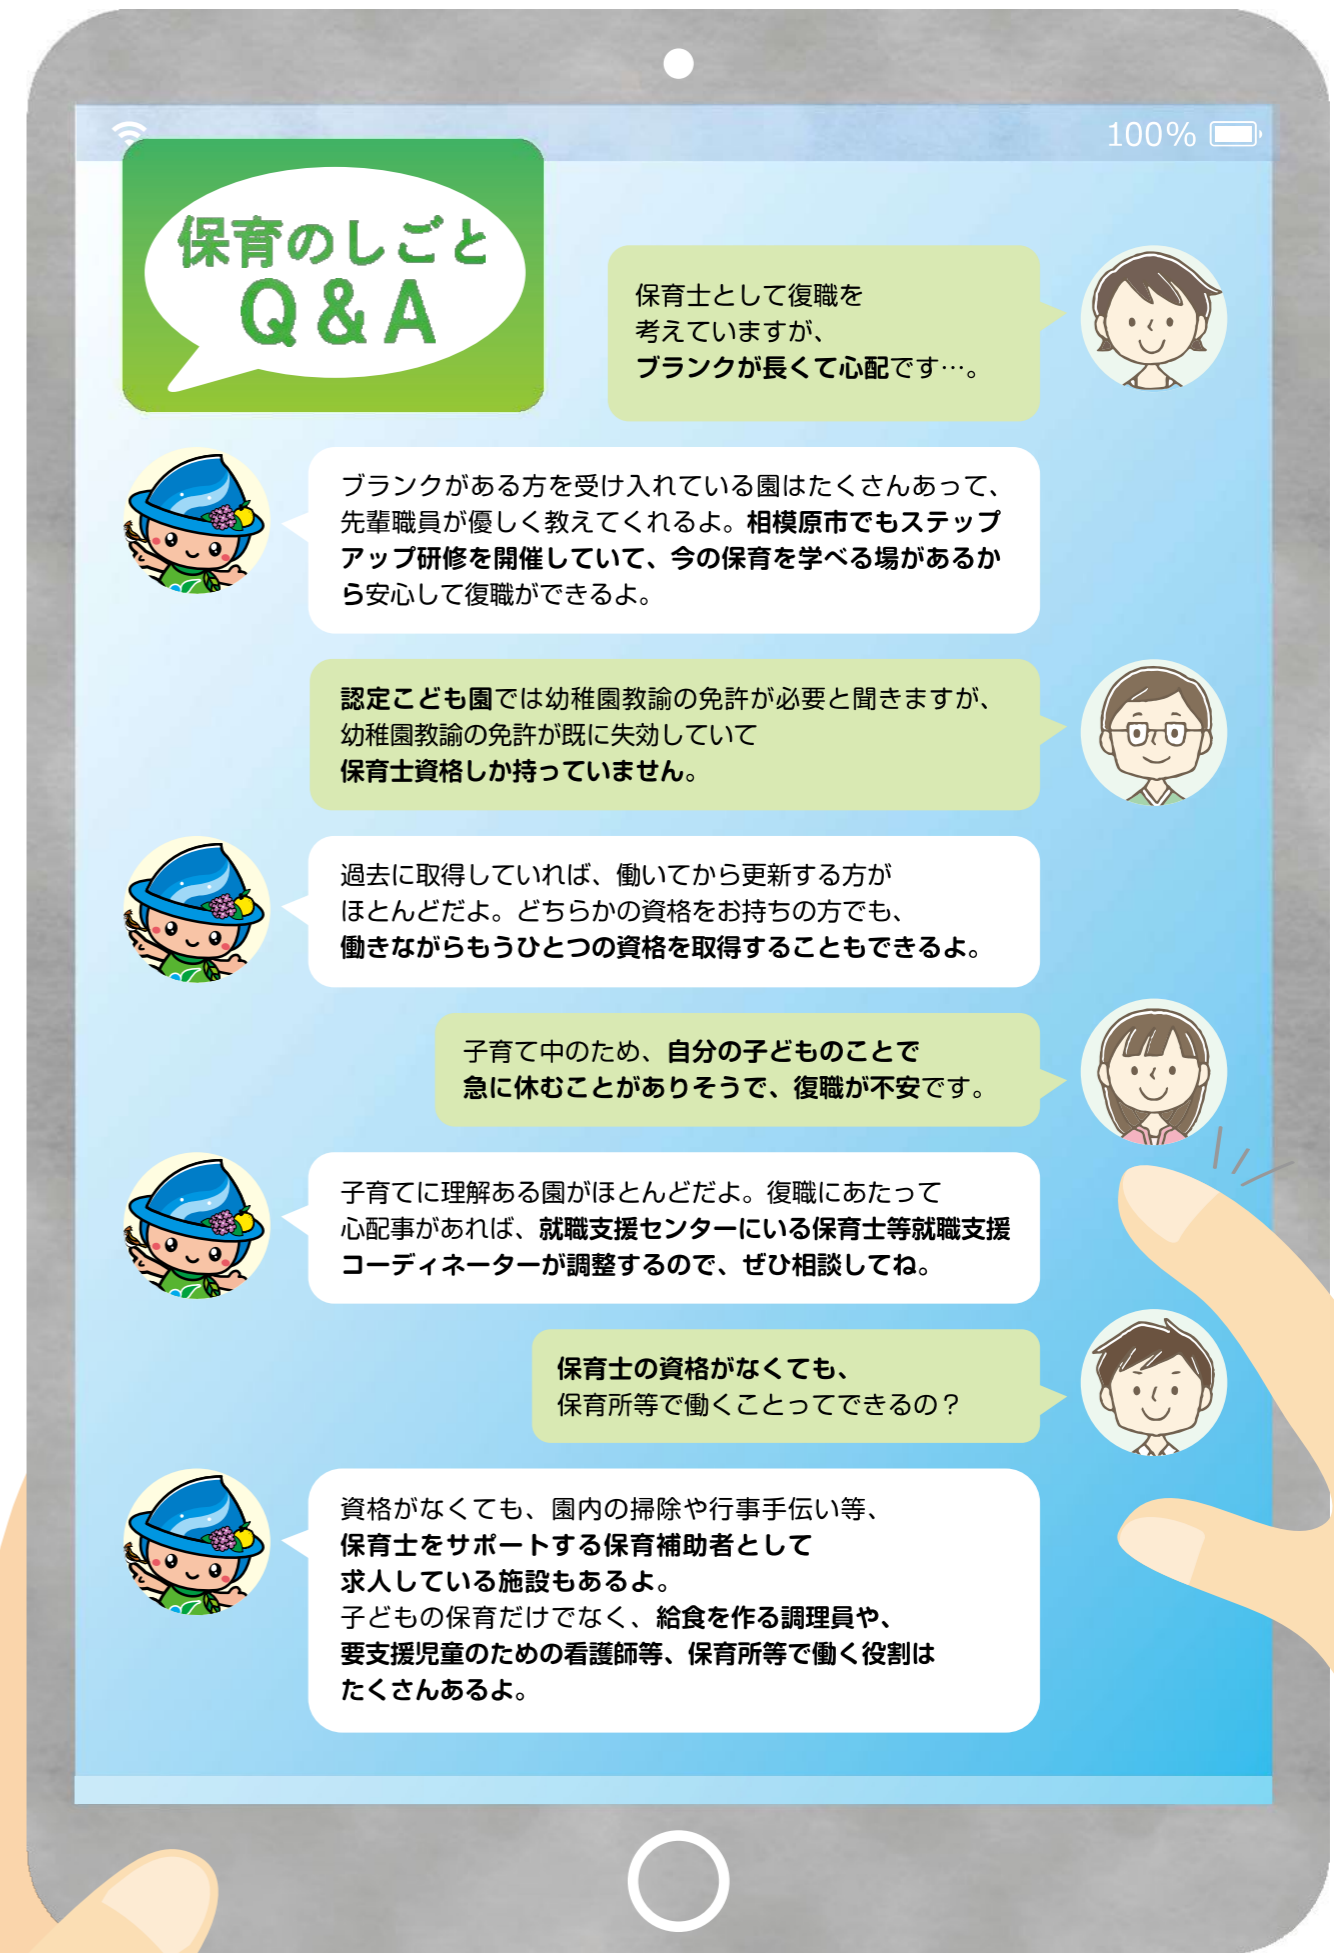 100%
保育のしごと
Q&A
保育士として復職を
考えていますが、
ブランクが長くて心配です…。
ブランクがある方を受け入れている園はたくさんあって、
先輩職員が優しく教えてくれるよ。相模原市でもステップ
アップ研修を開催していて、今の保育を学べる場があるか
ら安心して復職ができるよ。
認定こども園では幼稚園教諭の免許が必要と聞きますが、
幼稚園教諭の免許が既に失効していて
保育士資格しか持っていません。
過去に取得していれば、働いてから更新する方が
ほとんどだよ。どちらかの資格をお持ちの方でも、
働きながらもうひとつの資格を取得することもできるよ。
子育て中のため、自分の子どものことで
急に休むことがありそうで、復職が不安です。
子育てに理解ある園がほとんどだよ。復職にあたって
心配事があれば、就職支援センターにいる保育士等就職支援
コーディネーターが調整するので、ぜひ相談してね。
保育士の資格がなくても、
保育所等で働くことってできるの？
資格がなくても、園内の掃除や行事手伝い等、
保育士をサポートする保育補助者として
求人している施設もあるよ。
子どもの保育だけでなく、給食を作る調理員や、
要支援児童のための看護師等、保育所等で働く役割は
たくさんあるよ。